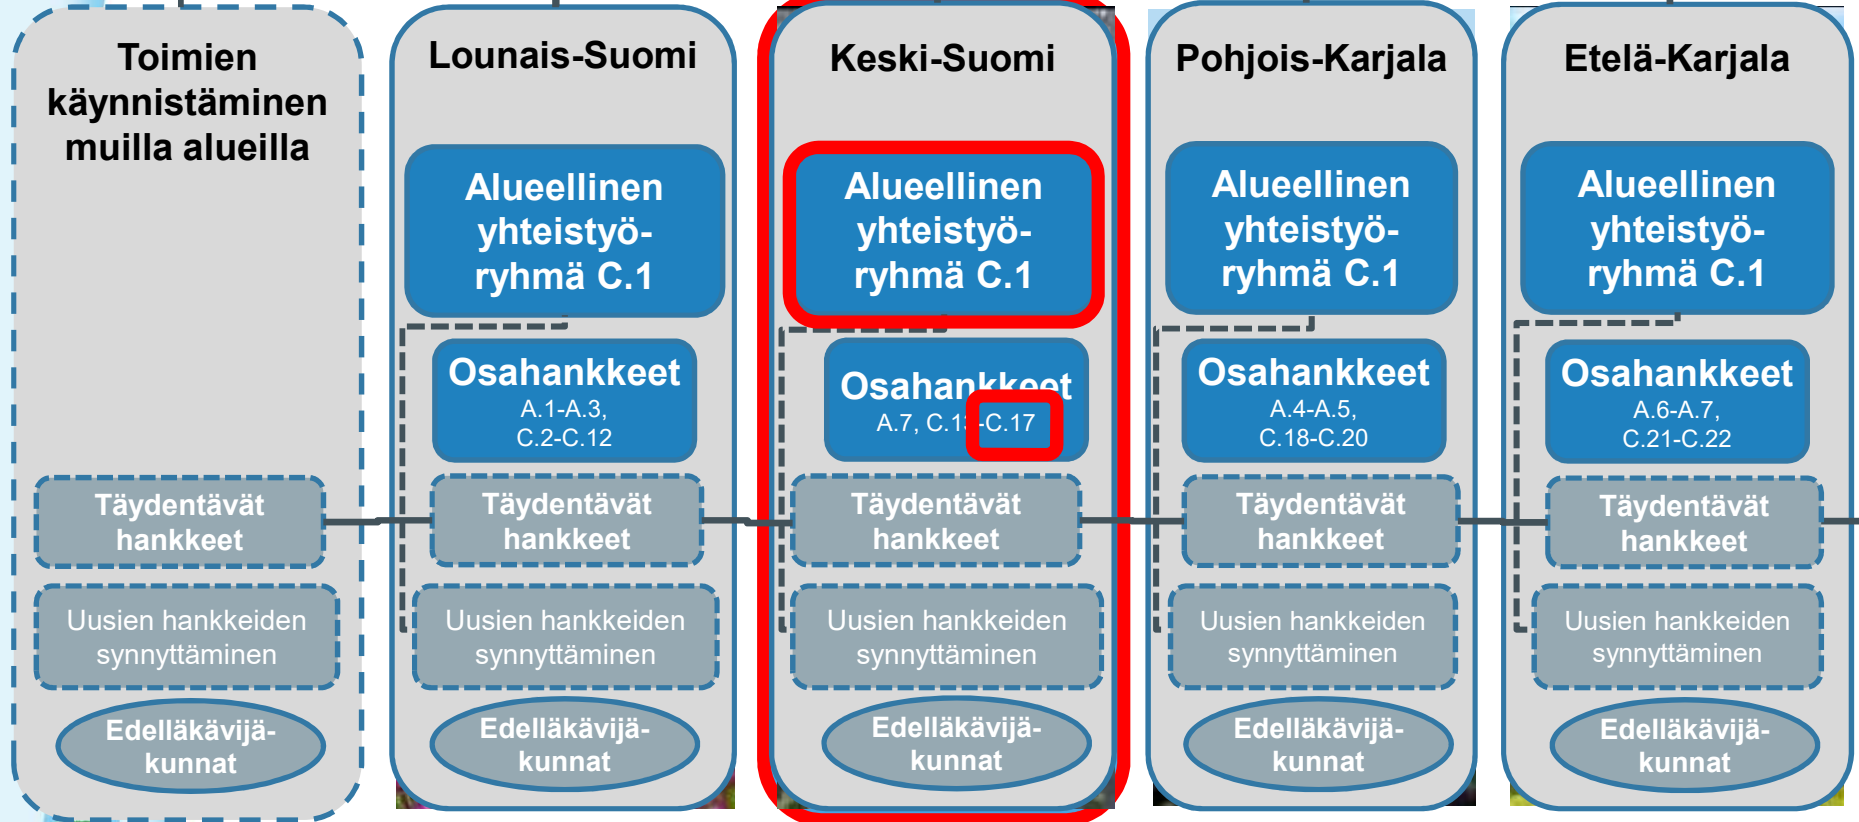 Toimien
käynnistäminen
muilla alueilla
Täydentävät
hankkeet
Uusien hankkeiden
synnyttäminen
Edelläkävijä-
kunnat
Lounais-Suomi
Alueellinen
yhteistyö-
ryhmä C.1
Osahankkeet
A.1-A.3,
C.2-C.12
Täydentävät
hankkeet
Uusien hankkeiden
synnyttäminen
Edelläkävijä-
kunnat
Keski-Suomi
Alueellinen
yhteistyö-
ryhmä C.1
Osahankkeet
A.7, C.13-C.17
Täydentävät
hankkeet
Uusien hankkeiden
synnyttäminen
Edelläkävijä-
kunnat
Pohjois-Karjala
Alueellinen
yhteistyö-
ryhmä C.1
Osahankkeet
A.4-A.5,
C.18-C.20
Täydentävät
hankkeet
Uusien hankkeiden
synnyttäminen
Edelläkävijä-
kunnat
Etelä-Karjala
Alueellinen
yhteistyö-
ryhmä C.1
Osahankkeet
A.6-A.7,
C.21-C.22
Täydentävät
hankkeet
Uusien hankkeiden
synnyttäminen
Edelläkävijä-
kunnat